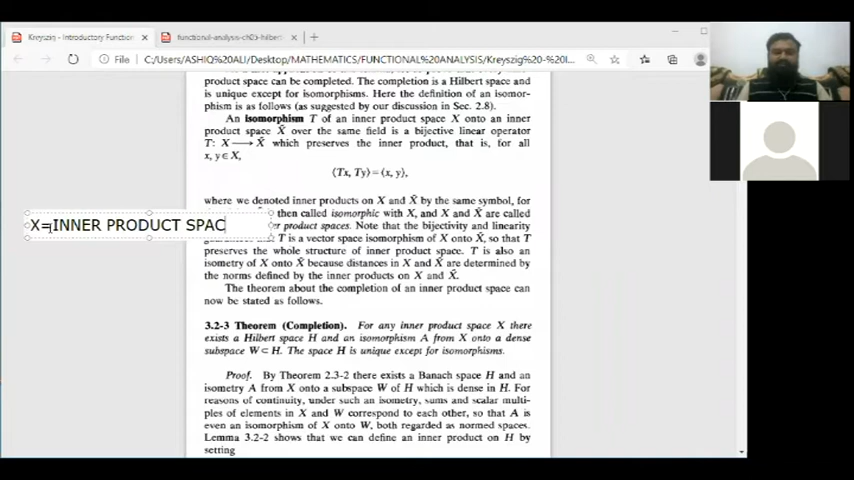 Kreyszig - Introductory Function
functional-analysis-ch03-hilbert
File
C:/Users/ASHIQ ALI/Desktop/MATHEMATICS/FUNCTIONAL%20ANALYSIS/Kreyszig%20-%20I...
product space can be completed. The completion is a Hilbert space and
is unique except for isomorphisms. Here the definition of an isomor-
phism is as follows (as suggested by our discussion in Sec. 2.8).
An isomorphism T of an inner product space X onto an inner
product space X̃ over the same field is a bijective linear operator
T: X ⟶ X̃ which preserves the inner product, that is, for all
x, y ∈ X,
⟨Tx, Ty⟩ = ⟨x, y⟩,
where we denoted inner products on X and X̃ by the same symbol, for
then called isomorphic with X, and X and X̃ are called
X=INNER PRODUCT SPAC
product spaces. Note that the bijectivity and linearity
that T is a vector space isomorphism of X onto X̃, so that T
preserves the whole structure of inner product space. T is also an
isometry of X onto X̃ because distances in X and X̃ are determined by
the norms defined by the inner products on X and X̃.
The theorem about the completion of an inner product space can
now be stated as follows.
3.2-3 Theorem (Completion). For any inner product space X there
exists a Hilbert space H and an isomorphism A from X onto a dense
subspace W ⊂ H. The space H is unique except for isomorphisms.
Proof. By Theorem 2.3-2 there exists a Banach space H and an
isometry A from X onto a subspace W of H which is dense in H. For
reasons of continuity, under such an isometry, sums and scalar multi-
ples of elements in X and W correspond to each other, so that A is
even an isomorphism of X onto W, both regarded as normed spaces.
Lemma 3.2-2 shows that we can define an inner product on H by
setting